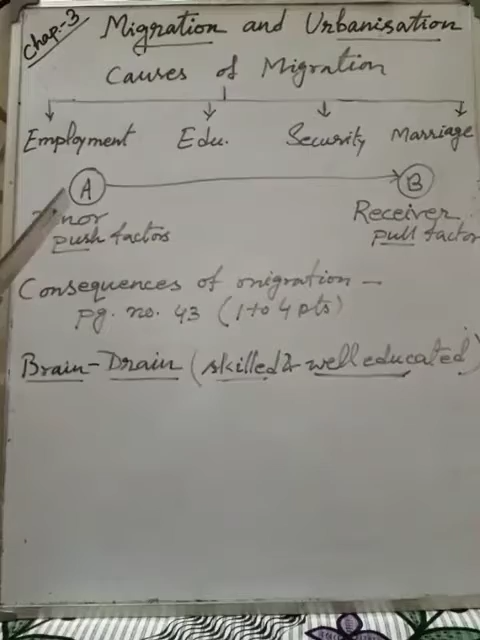 Chap.-3
Migration and Urbanisation
Causes of Migration
Employment Edu. Security Marriage
A B
Receiver
push factors pull factor
Consequences of migration —
pg. no. 43 (1 to 4 pts)
Brain-Drain (skilled & well educated)